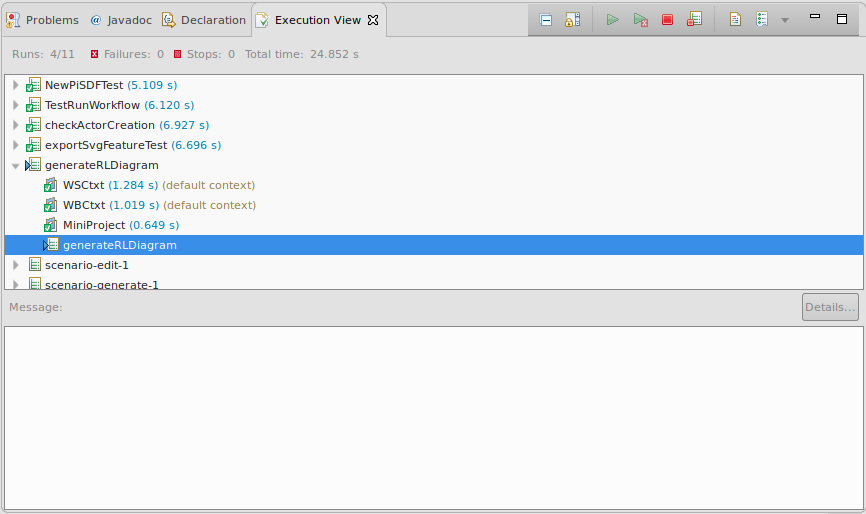 Problems @ Javadoc Declaration Execution View
Runs: 4/11 Failures: 0 Stops: 0 Total time: 24.852 s
NewPiSDFTest (5.109 s)
TestRunWorkflow (6.120 s)
checkActorCreation (6.927 s)
exportSvgFeatureTest (6.696 s)
generateRLDiagram
WSCtxt (1.284 s) (default context)
WBCtxt (1.019 s) (default context)
MiniProject (0.649 s)
generateRLDiagram
scenario-edit-1
scenario-generate-1
Message:
Details...